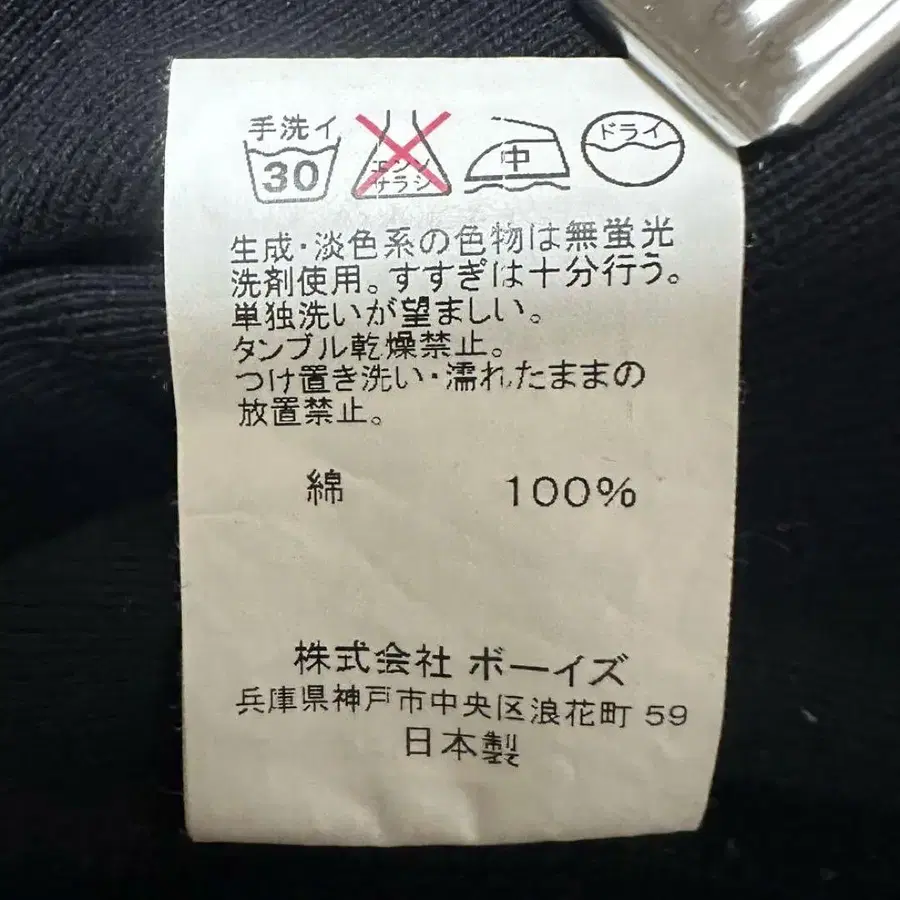 手洗イ
30
エンソ
サラシ
中
ドライ
生成・淡色系の色物は無蛍光
洗剤使用。すすぎは十分行う。
単独洗いが望ましい。
タンブル乾燥禁止。
つけ置き洗い・濡れたままの
放置禁止。
綿 100%
株式会社 ボーイズ
兵庫県神戸市中央区浪花町 59
日本製